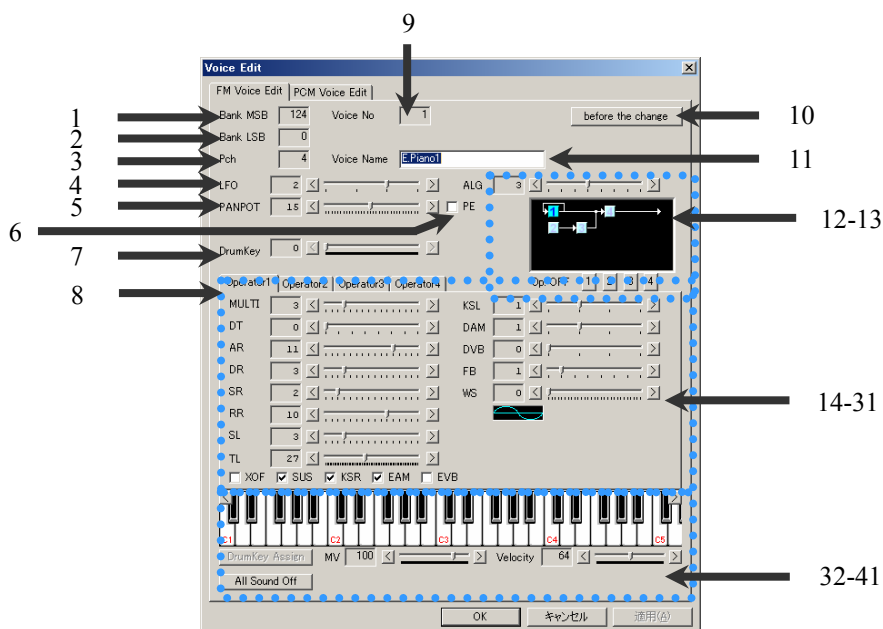 9
Voice Edit
FM Voice Edit PCM Voice Edit
1 Bank MSB 124 Voice No 1 before the change 10
2 Bank LSB 0
3 Pch 4 Voice Name E.Piano1 11
4 LFO 2 ALG 3
5 PANPOT 15 PE
6
12-13
7 DrumKey 0
8 Operator1 Operator2 Operator3 Operator4 Op. OFF 1 2 3 4
MULTI 3 KSL 1
DT 0 DAM 1
AR 11 DVB 0
DR 3 FB 1
SR 2 WS 0
14-31
RR 10
SL 3
TL 27
XOF SUS KSR EAM EVB
C1 C2 C3 C4 C5
DrumKey Assign MV 100 Velocity 64
All Sound Off 32-41
OK キャンセル 適用(A)